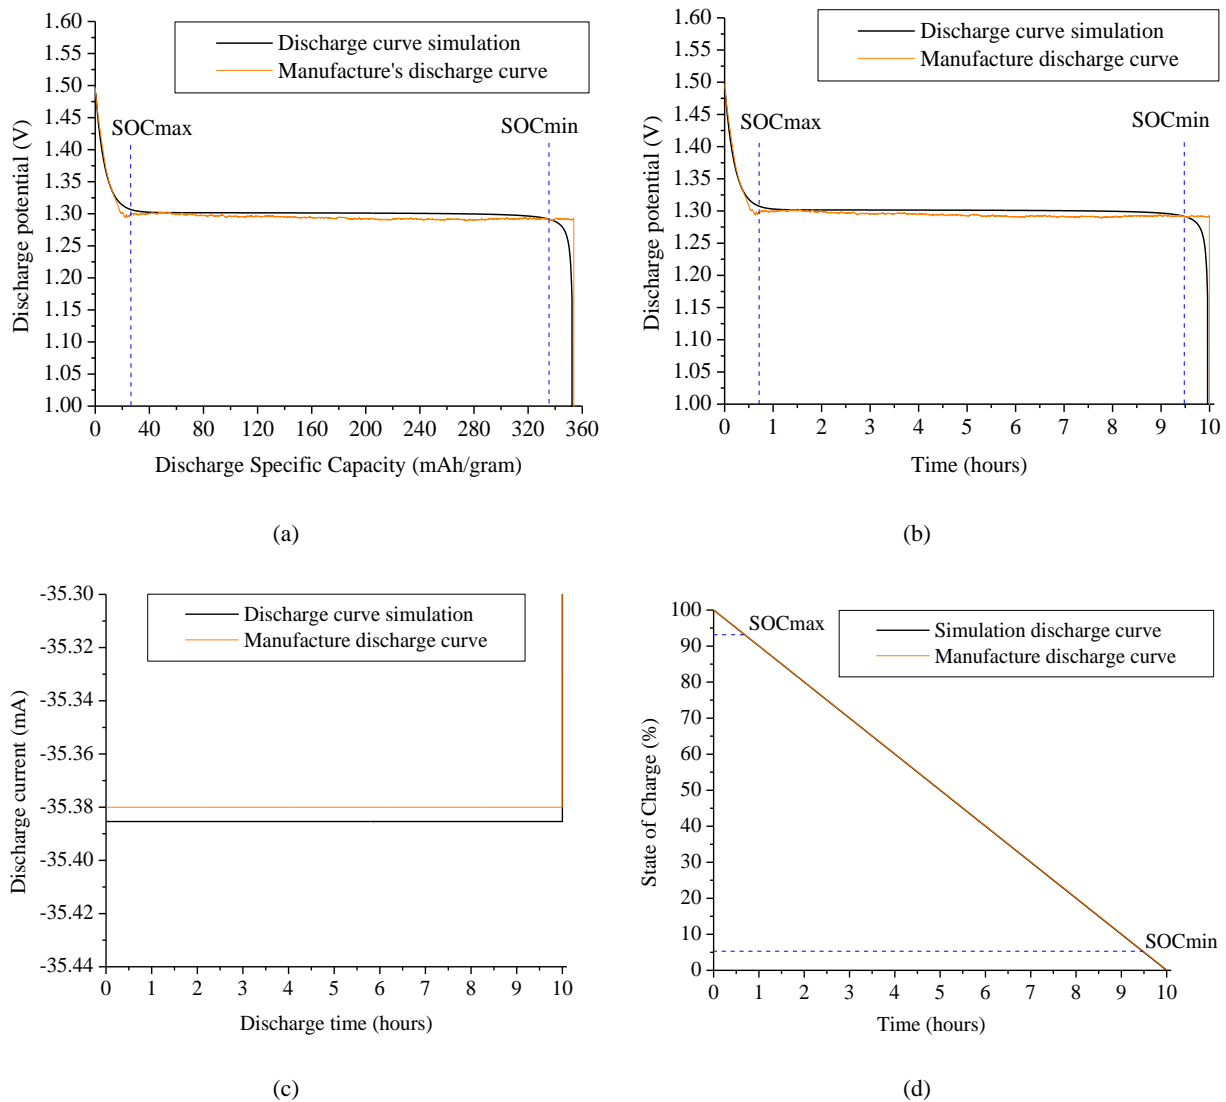 1.60
1.55
1.50
1.45
1.40
1.35
1.30
1.25
1.20
1.15
1.10
1.05
1.00
Discharge potential (V)
Discharge curve simulation
Manufacture's discharge curve
SOCmax
SOCmin
0 40 80 120 160 200 240 280 320 360
Discharge Specific Capacity (mAh/gram)
(a)
1.60
1.55
1.50
1.45
1.40
1.35
1.30
1.25
1.20
1.15
1.10
1.05
1.00
Discharge potential (V)
Discharge curve simulation
Manufacture discharge curve
SOCmax
SOCmin
0 1 2 3 4 5 6 7 8 9 10
Time (hours)
(b)
-35.30
-35.32
-35.34
-35.36
-35.38
-35.40
-35.42
-35.44
Discharge current (mA)
Discharge curve simulation
Manufacture discharge curve
0 1 2 3 4 5 6 7 8 9 10
Discharge time (hours)
(c)
100
90
80
70
60
50
40
30
20
10
0
State of Charge (%)
Simulation discharge curve
Manufacture discharge curve
SOCmax
SOCmin
0 1 2 3 4 5 6 7 8 9 10
Time (hours)
(d)